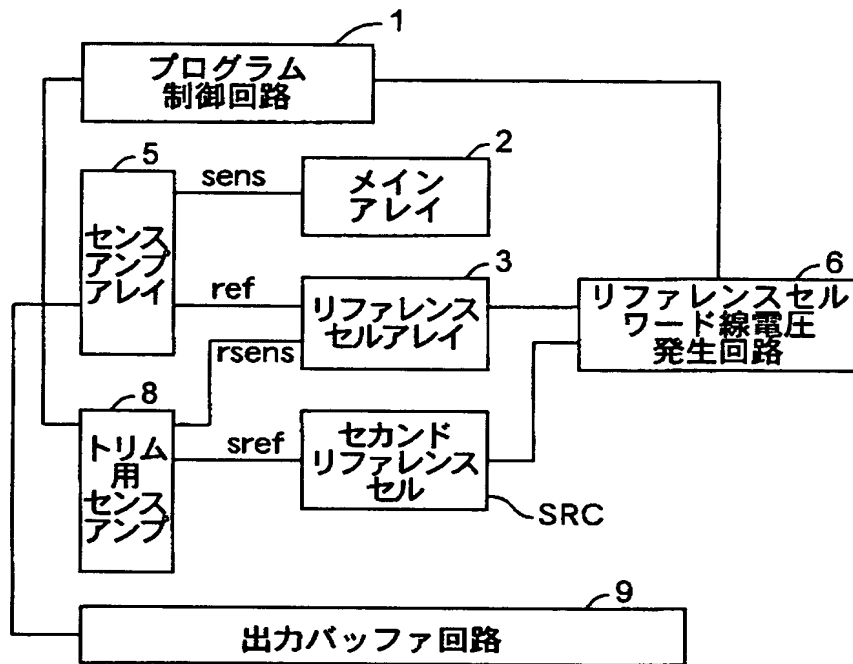 1
プログラム
制御回路
5
センス
アンプ
アレイ
sens
2
メイン
アレイ
ref
rsens
3
リファレンス
セルアレイ
6
リファレンスセル
ワード線電圧
発生回路
8
トリム
用
センス
アンプ
sref
セカンド
リファレンス
セル
SRC
9
出力バッファ回路